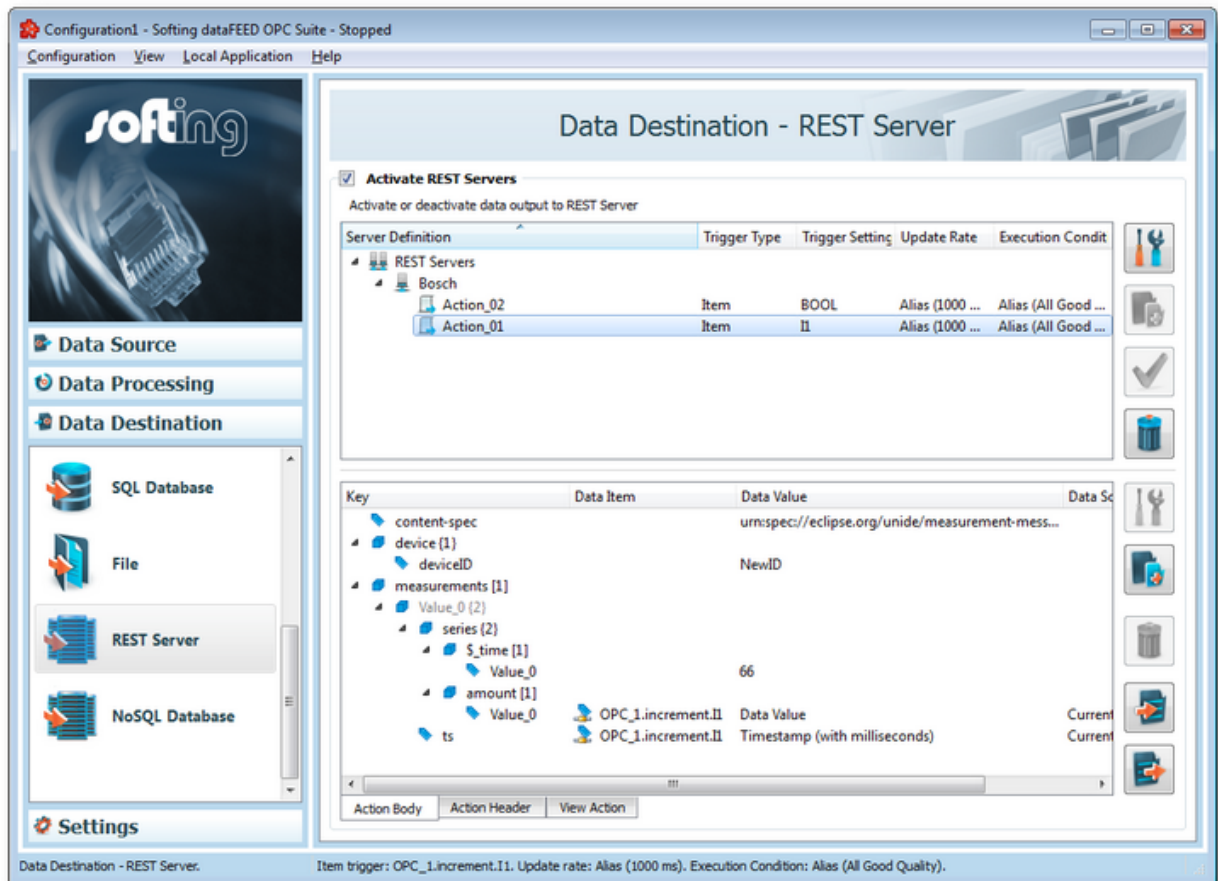 Configuration1 - Softing dataFEED OPC Suite - Stopped
Configuration View Local Application Help
softing
Data Source
Data Processing
Data Destination
SQL Database
File
REST Server
NoSQL Database
Settings
Data Destination - REST Server
Activate REST Servers
Activate or deactivate data output to REST Server
Server Definition Trigger Type Trigger Setting Update Rate Execution Condit
REST Servers
Bosch
Action_02 Item BOOL Alias (1000 ... Alias (All Good ...
Action_01 Item I1 Alias (1000 ... Alias (All Good ...
Key Data Item Data Value Data Sc
content-spec urn:spec://eclipse.org/unide/measurement-mess...
device {1}
deviceID NewID
measurements [1]
Value_0 {2}
series {2}
$_time [1]
Value_0 66
amount [1]
Value_0 OPC_1.increment.I1 Data Value Current
ts OPC_1.increment.I1 Timestamp (with milliseconds) Current
Action Body Action Header View Action
Data Destination - REST Server. Item trigger: OPC_1.increment.I1. Update rate: Alias (1000 ms). Execution Condition: Alias (All Good Quality).